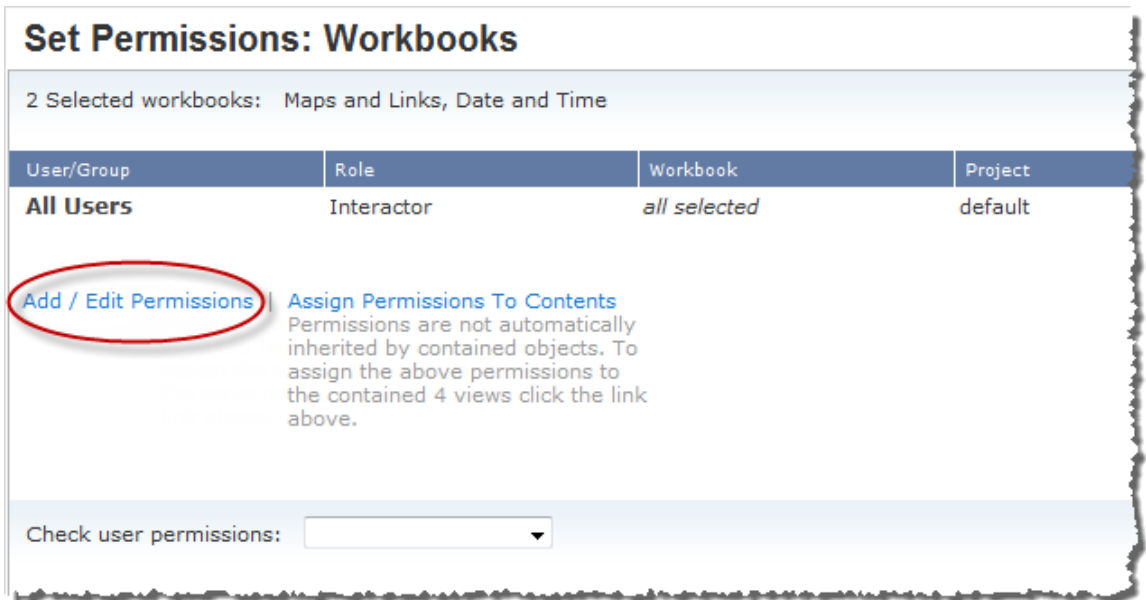 Set Permissions: Workbooks
2 Selected workbooks: Maps and Links, Date and Time
User/Group Role Workbook Project
All Users Interactor all selected default
Add / Edit Permissions | Assign Permissions To Contents
Permissions are not automatically
inherited by contained objects. To
assign the above permissions to
the contained 4 views click the link
above.
Check user permissions: